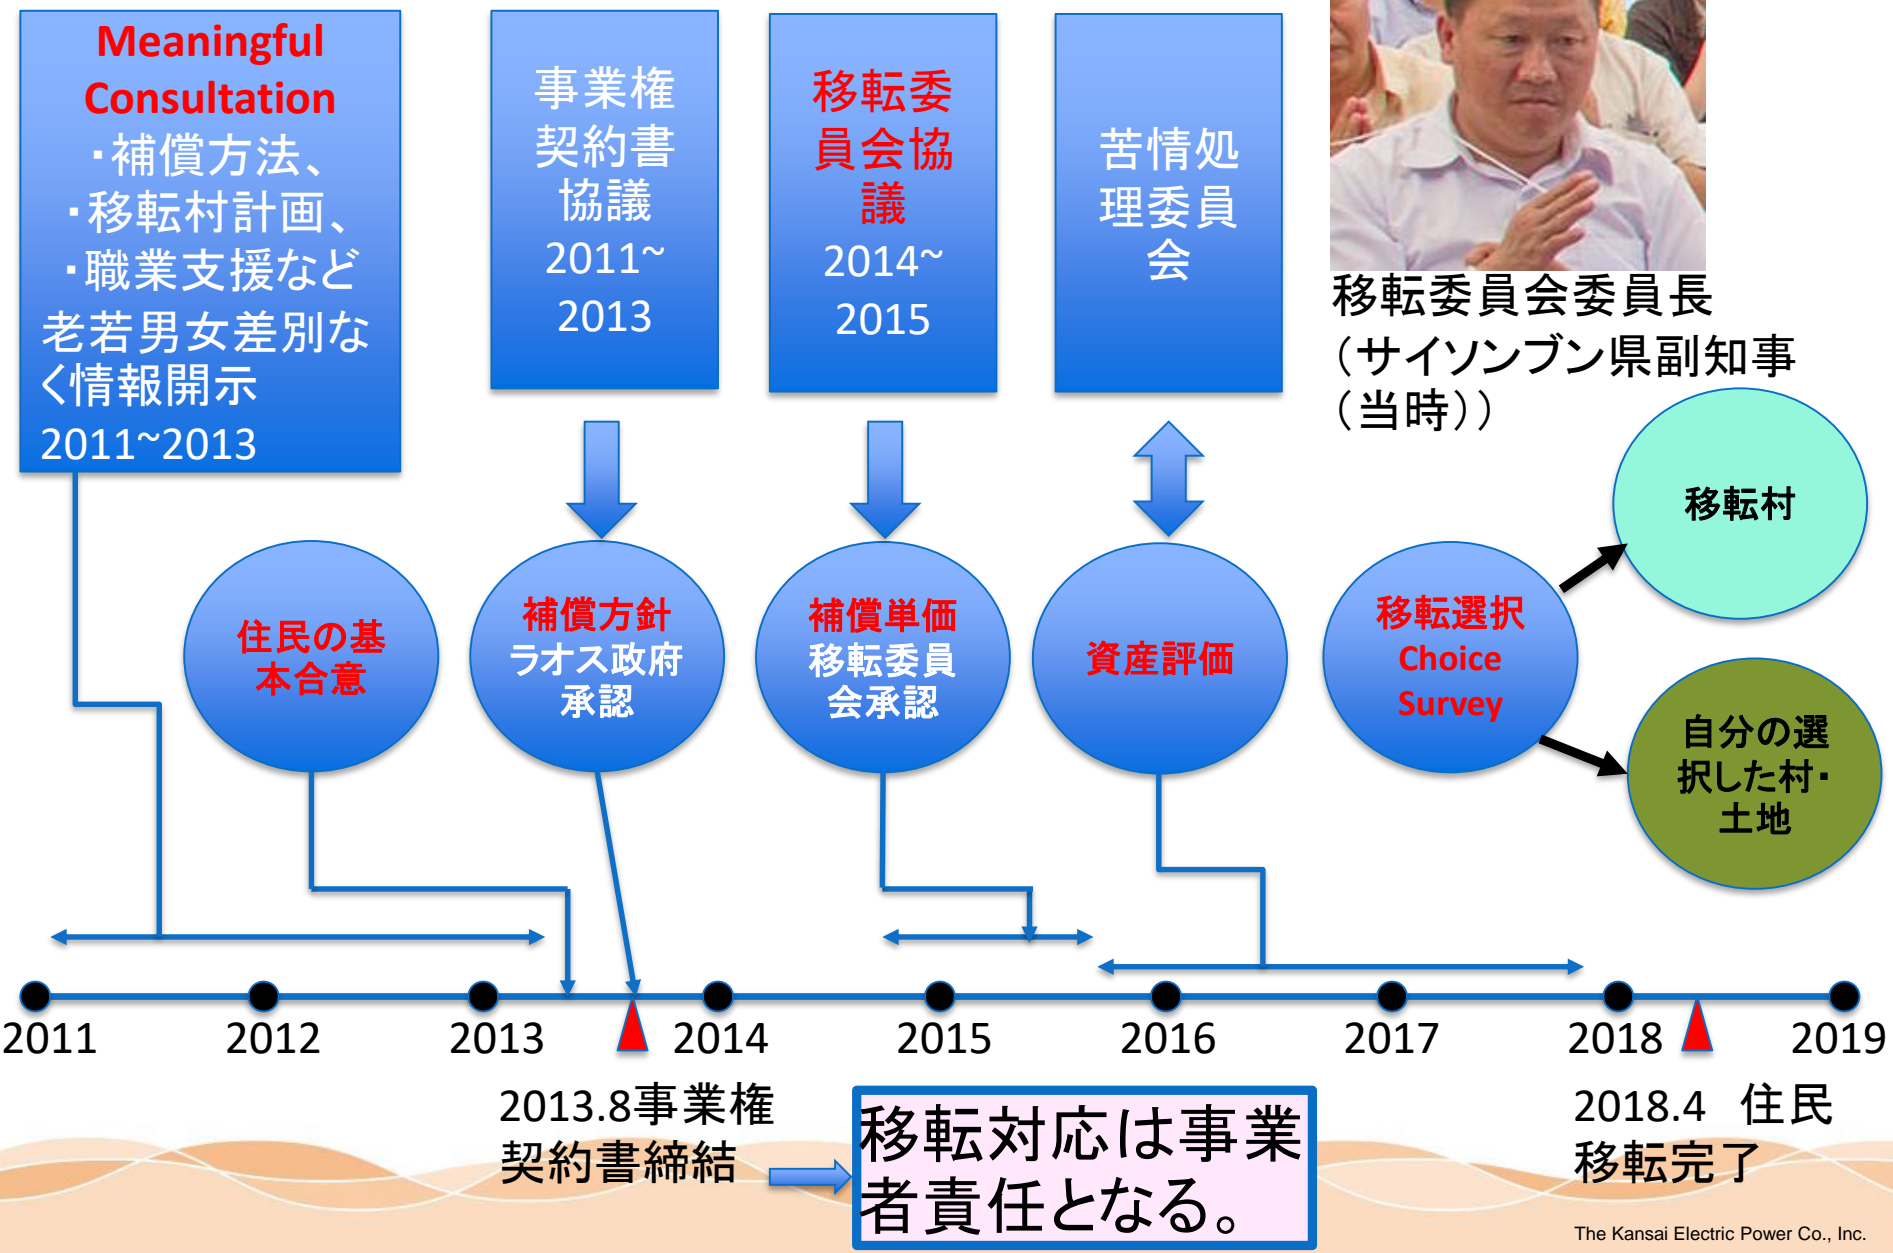 Meaningful
Consultation
・補償方法、
・移転村計画、
・職業支援など
老若男女差別な
く情報開示
2011~2013
事業権
契約書
協議
2011~
2013
移転委
員会協
議
2014~
2015
苦情処
理委員
会
移転委員会委員長
（サイソンブン県副知事
（当時））
住民の基
本合意
補償方針
ラオス政府
承認
補償単価
移転委員
会承認
資産評価
移転選択
Choice
Survey
移転村
自分の選
択した村・
土地
2011
2012
2013
2014
2015
2016
2017
2018
2019
2013.8事業権
契約書締結
移転対応は事業
者責任となる。
2018.4　住民
移転完了
The Kansai Electric Power Co., Inc.